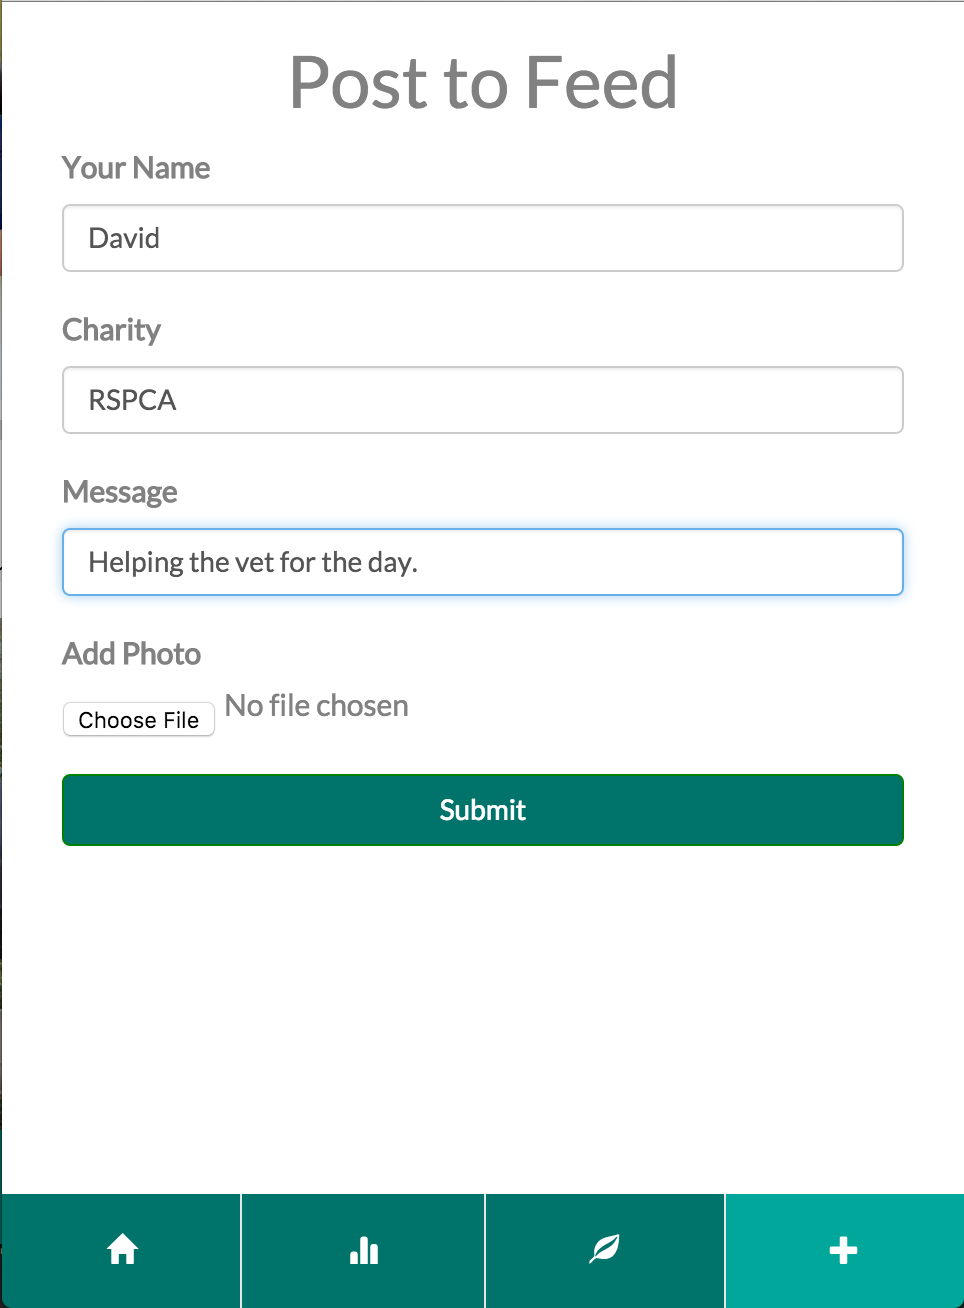 Post to Feed
Your Name
David
Charity
RSPCA
Message
Helping the vet for the day.
Add Photo
Choose File No file chosen
Submit